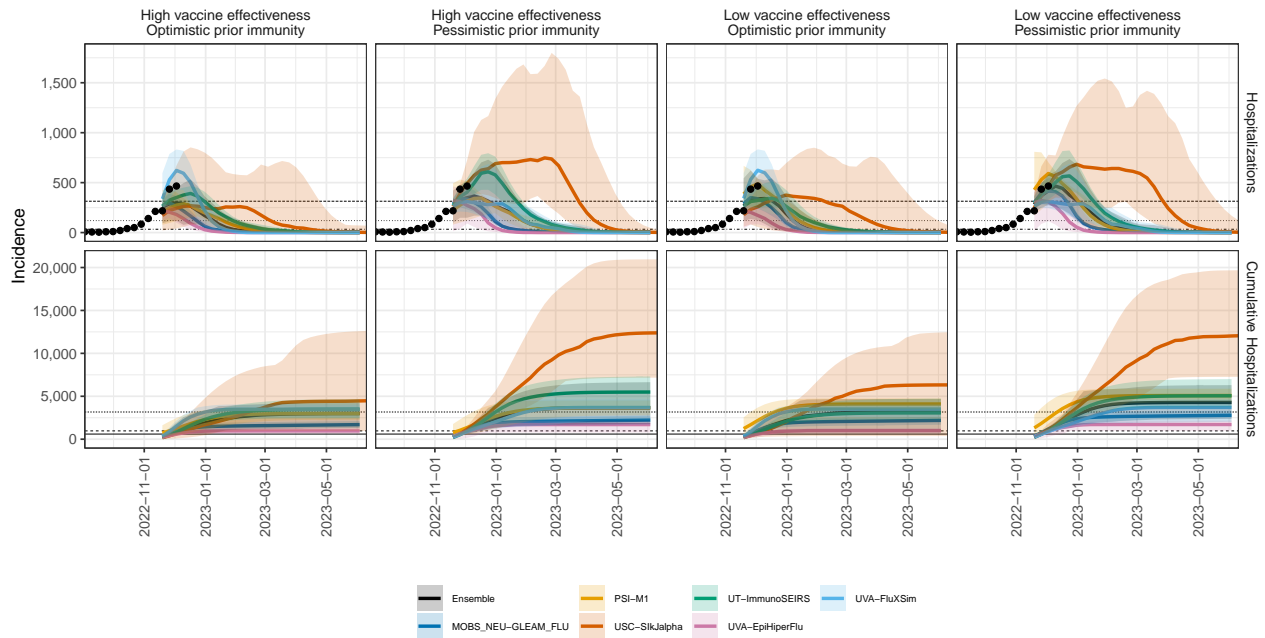 High vaccine effectiveness
Optimistic prior immunity
High vaccine effectiveness
Pessimistic prior immunity
Low vaccine effectiveness
Optimistic prior immunity
Low vaccine effectiveness
Pessimistic prior immunity
Incidence
1,500
1,000
500
0
Hospitalizations
20,000
15,000
10,000
5,000
0
Cumulative Hospitalizations
2022−11−01
2023−01−01
2023−03−01
2023−05−01
2022−11−01
2023−01−01
2023−03−01
2023−05−01
2022−11−01
2023−01−01
2023−03−01
2023−05−01
2022−11−01
2023−01−01
2023−03−01
2023−05−01
Ensemble
PSI−M1
UT−ImmunoSEIRS
UVA−FluXSim
MOBS_NEU−GLEAM_FLU
USC−SIkJalpha
UVA−EpiHiperFlu